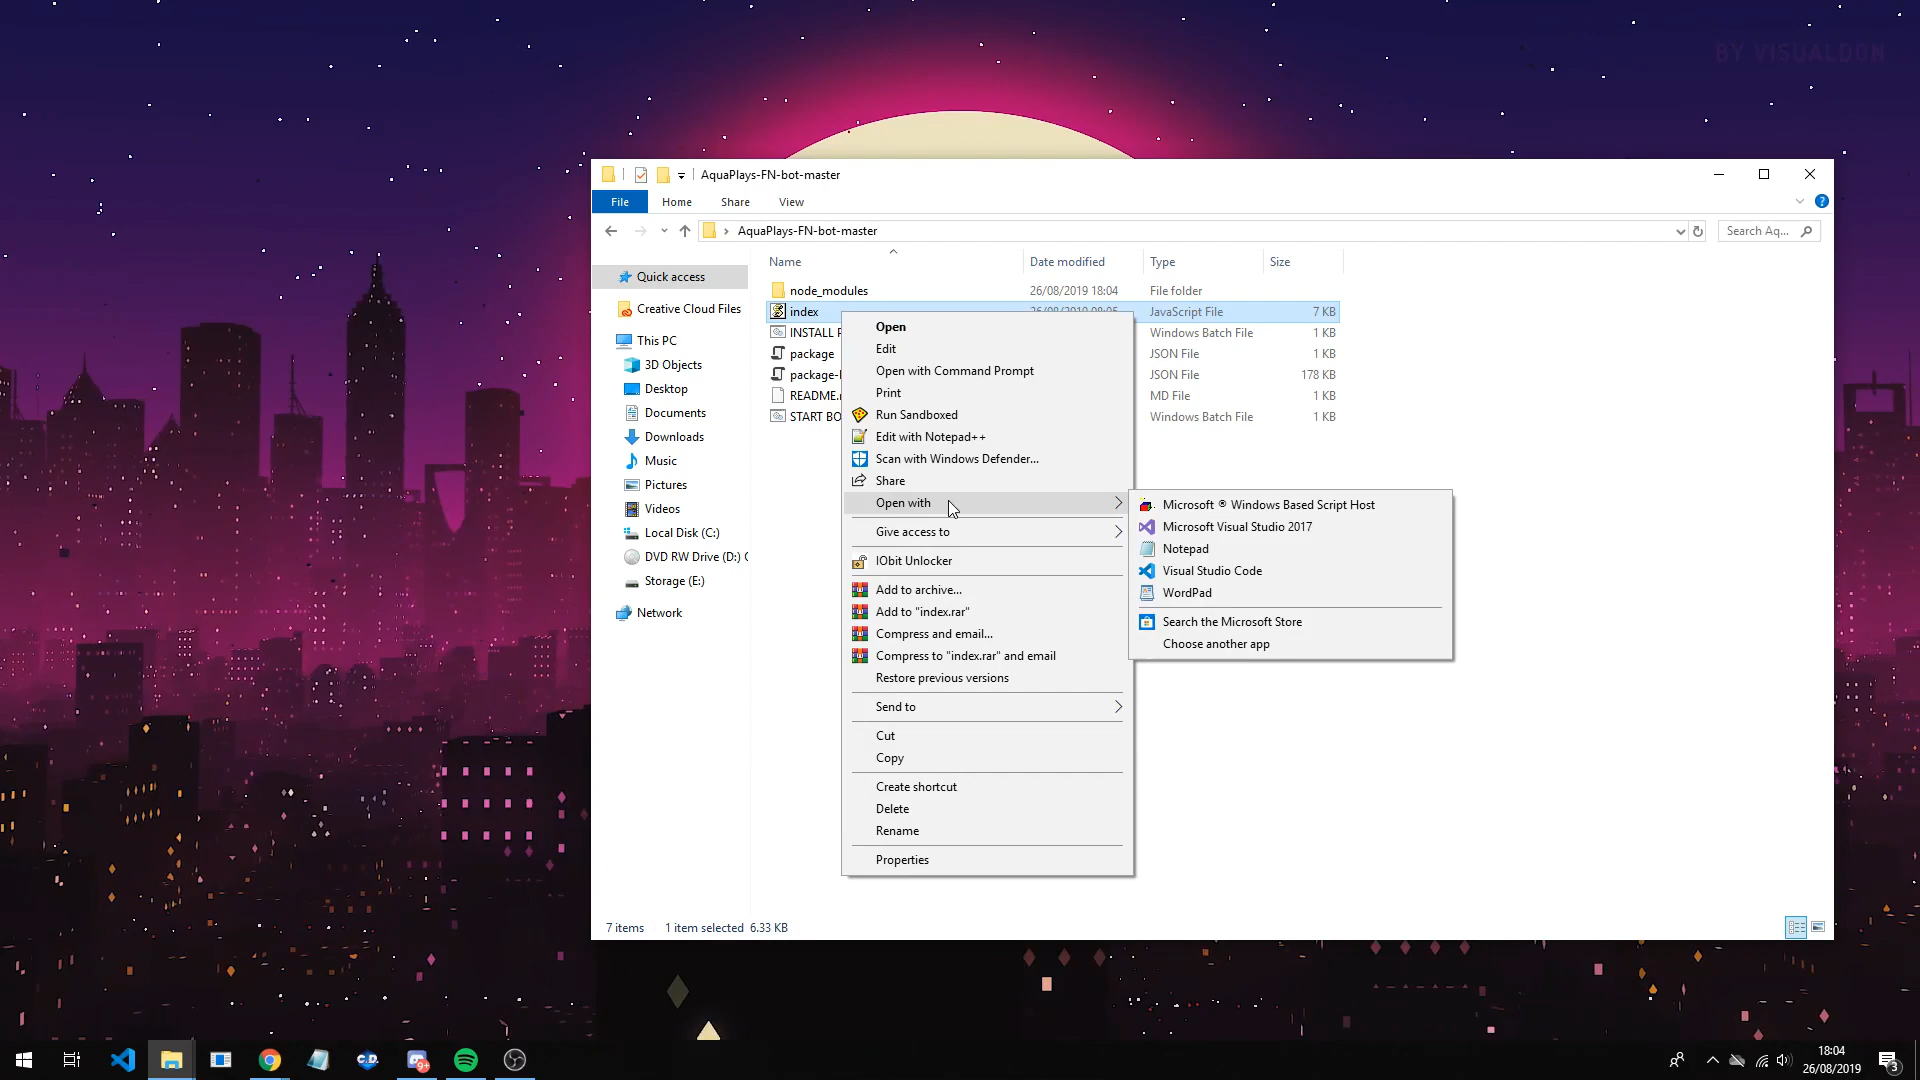 BY VISUALDON
AquaPlays-FN-bot-master
File Home Share View
AquaPlays-FN-bot-master
Search Aq...
Name Date modified Type Size
Quick access
Creative Cloud Files
This PC
3D Objects
Desktop
Documents
Downloads
Music
Pictures
Videos
Local Disk (C:)
DVD RW Drive (D:)
Storage (E:)
Network
node_modules 26/08/2019 18:04 File folder
index JavaScript File 7 KB
INSTALL Windows Batch File 1 KB
package JSON File 1 KB
package- JSON File 178 KB
README. MD File 1 KB
START Windows Batch File 1 KB
Open
Edit
Open with Command Prompt
Print
Run Sandboxed
Edit with Notepad++
Scan with Windows Defender...
Share
Open with
Give access to
IObit Unlocker
Add to archive...
Add to "index.rar"
Compress and email...
Compress to "index.rar" and email
Restore previous versions
Send to
Cut
Copy
Create shortcut
Delete
Rename
Properties
Microsoft ® Windows Based Script Host
Microsoft Visual Studio 2017
Notepad
Visual Studio Code
WordPad
Search the Microsoft Store
Choose another app
7 items 1 item selected 6.33 KB
C.D.
9+
18:04
26/08/2019
3